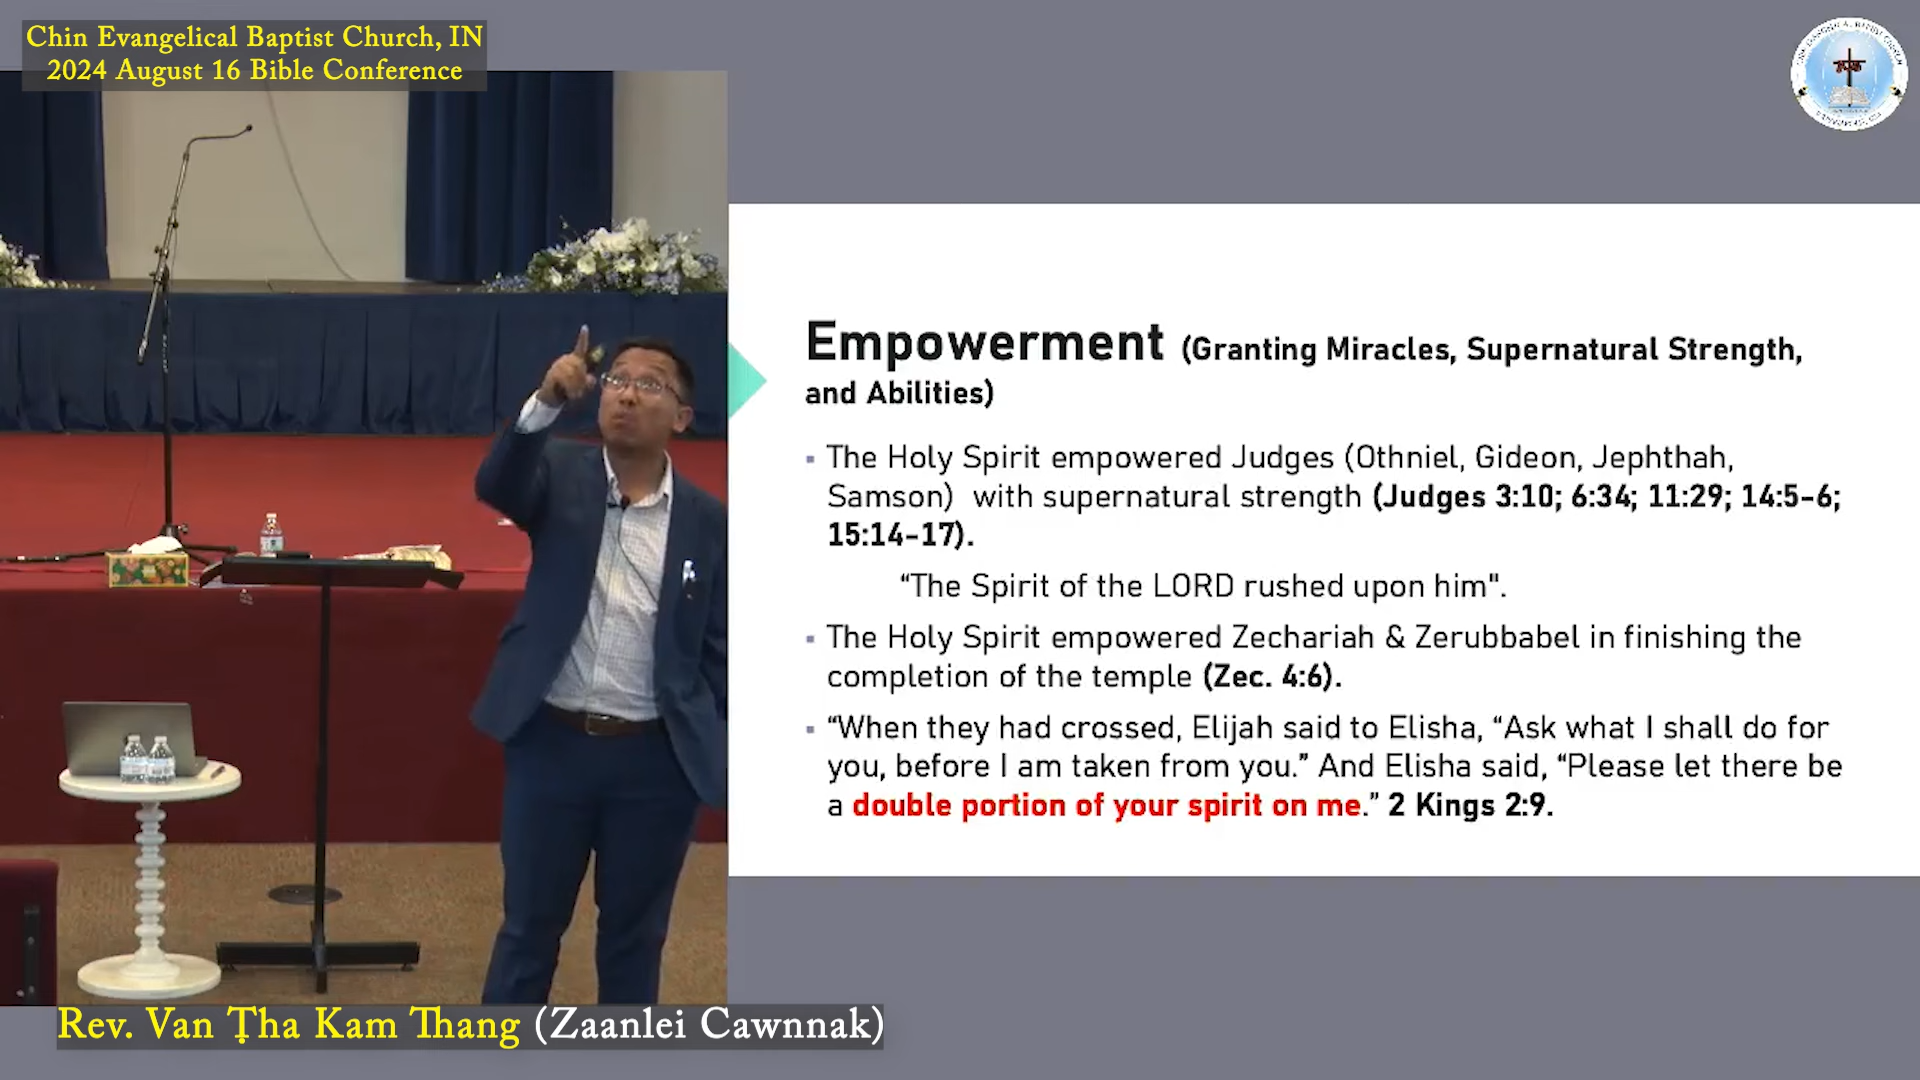 Chin Evangelical Baptist Church, IN
2024 August 16 Bible Conference
Empowerment (Granting Miracles, Supernatural Strength,
and Abilities)
▪ The Holy Spirit empowered Judges (Othniel, Gideon, Jephthah,
Samson)  with supernatural strength (Judges 3:10; 6:34; 11:29; 14:5-6;
15:14-17).
“The Spirit of the LORD rushed upon him".
▪ The Holy Spirit empowered Zechariah & Zerubbabel in finishing the
completion of the temple (Zec. 4:6).
▪ “When they had crossed, Elijah said to Elisha, “Ask what I shall do for
you, before I am taken from you.” And Elisha said, “Please let there be
a double portion of your spirit on me.” 2 Kings 2:9.
Rev. Van Ṭha Kam Thang (Zaanlei Cawnnak)